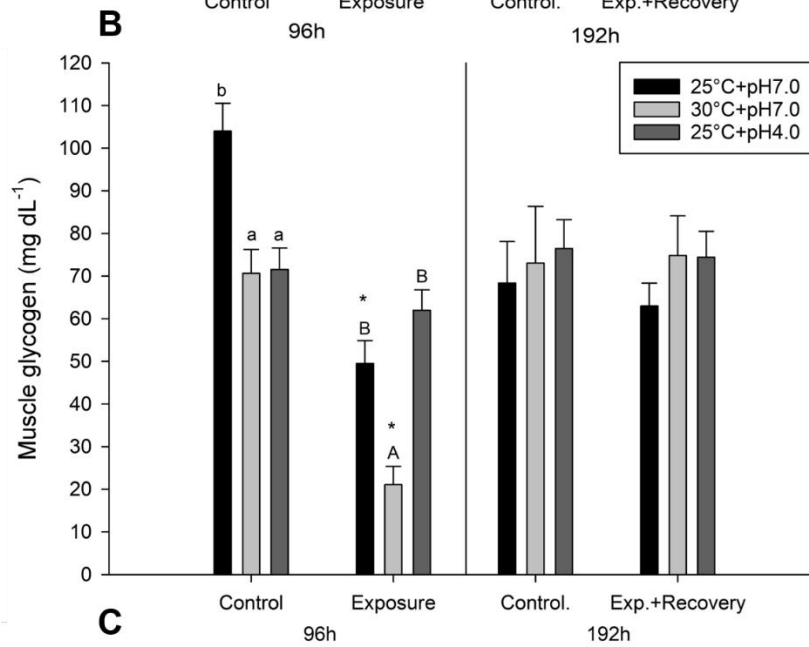 Control Exposure Control. Exp.+Recovery
B
96h 192h
120
110
100
90
80
70
60
50
40
30
20
10
0
Muscle glycogen (mg dL-1)
25°C+pH7.0
30°C+pH7.0
25°C+pH4.0
b
a a
*
B
*
A
B
Control Exposure Control. Exp.+Recovery
C
96h 192h